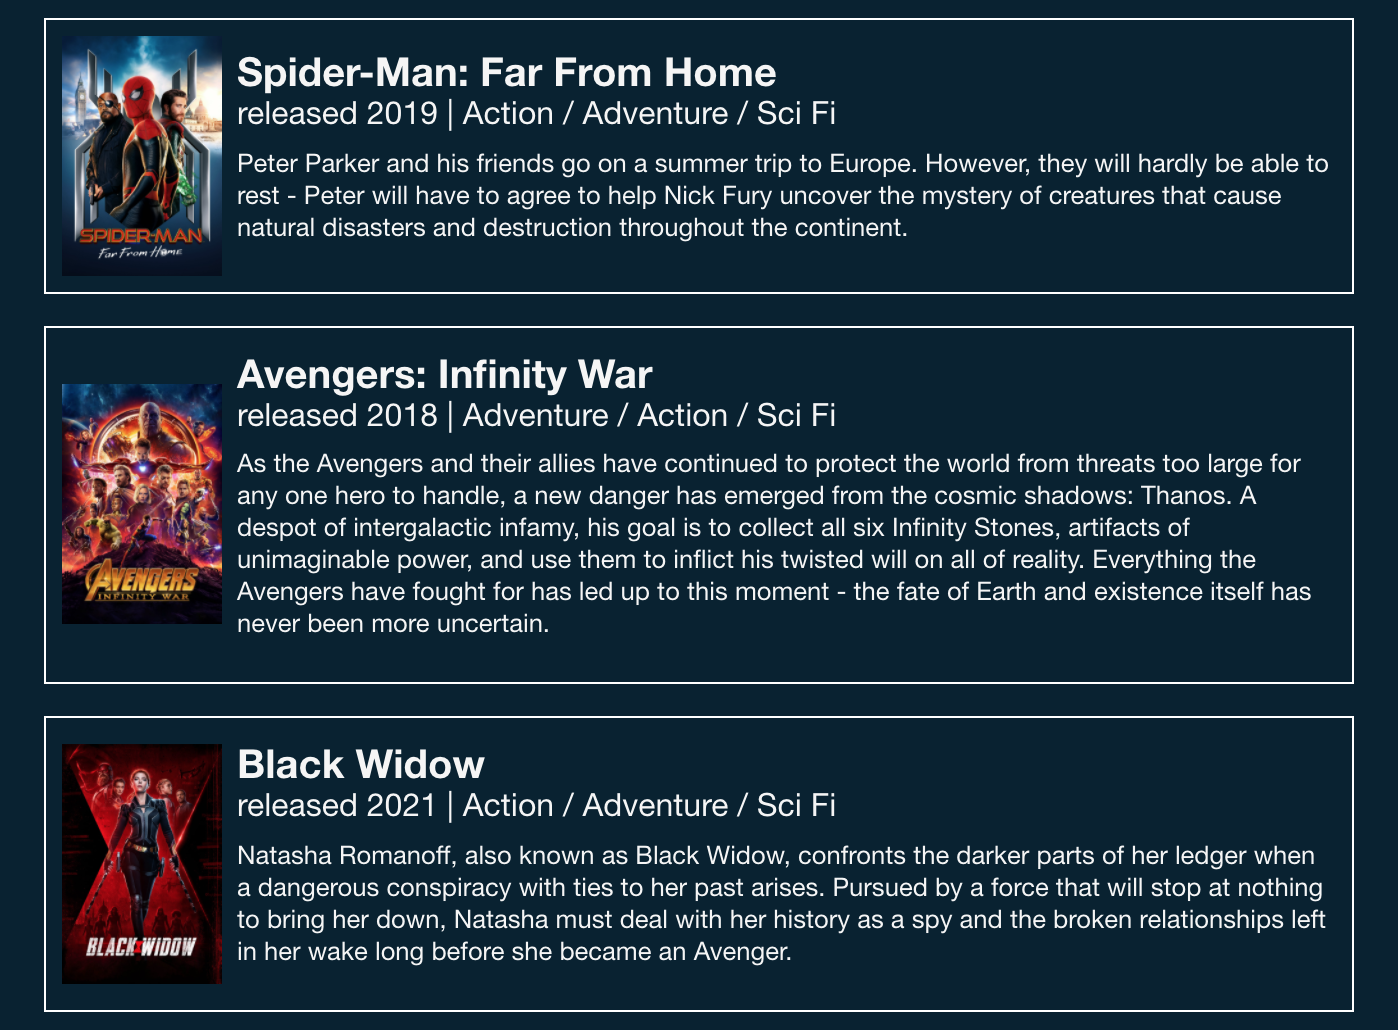 SPIDER-MAN
Far From Home
Spider-Man: Far From Home
released 2019 | Action / Adventure / Sci Fi
Peter Parker and his friends go on a summer trip to Europe. However, they will hardly be able to
rest - Peter will have to agree to help Nick Fury uncover the mystery of creatures that cause
natural disasters and destruction throughout the continent.
AVENGERS
INFINITY WAR
Avengers: Infinity War
released 2018 | Adventure / Action / Sci Fi
As the Avengers and their allies have continued to protect the world from threats too large for
any one hero to handle, a new danger has emerged from the cosmic shadows: Thanos. A
despot of intergalactic infamy, his goal is to collect all six Infinity Stones, artifacts of
unimaginable power, and use them to inflict his twisted will on all of reality. Everything the
Avengers have fought for has led up to this moment - the fate of Earth and existence itself has
never been more uncertain.
BLACK WIDOW
Black Widow
released 2021 | Action / Adventure / Sci Fi
Natasha Romanoff, also known as Black Widow, confronts the darker parts of her ledger when
a dangerous conspiracy with ties to her past arises. Pursued by a force that will stop at nothing
to bring her down, Natasha must deal with her history as a spy and the broken relationships left
in her wake long before she became an Avenger.